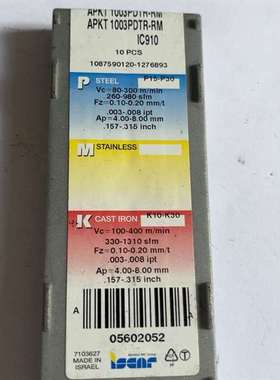 APKT 1003PDTR-RM
APKT 1003PDTR-RM
IC910
10 PCS
1087590120-1276893
P STEEL P15-P30
Vc=80-300 m/min
260-980 sfm
Fz=0.10-0.20 mm/t
.003-.008 ipt
Ap=4.00-8.00 mm
.157-.315 inch
M STAINLESS
K CAST IRON K10-K30
Vc=100-400 m/min
330-1310 sfm
Fz=0.10-0.20 mm/t
.003-.008 ipt
Ap=4.00-8.00 mm
.157-.315 inch
A A
05602052
7103627
MADE IN
ISRAEL
iscar
PP